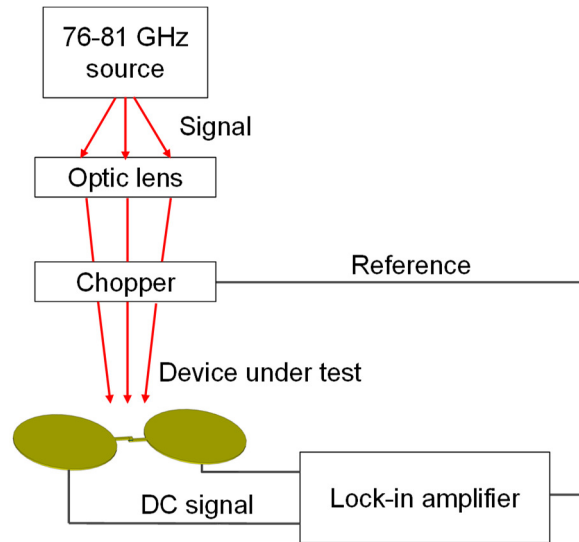 76-81 GHz
source
Signal
Optic lens
Chopper
Reference
Device under test
DC signal
Lock-in amplifier